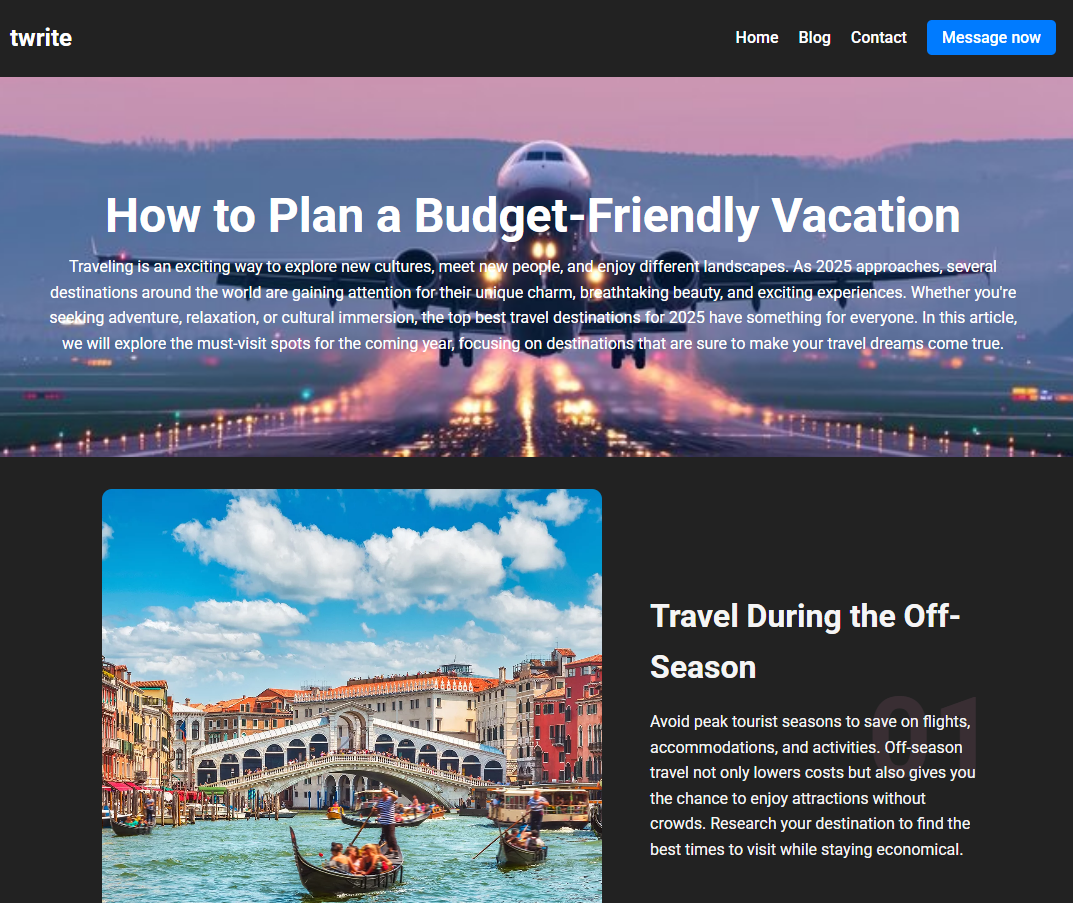 twrite
Home Blog Contact Message now
How to Plan a Budget-Friendly Vacation
Traveling is an exciting way to explore new cultures, meet new people, and enjoy different landscapes. As 2025 approaches, several
destinations around the world are gaining attention for their unique charm, breathtaking beauty, and exciting experiences. Whether you're
seeking adventure, relaxation, or cultural immersion, the top best travel destinations for 2025 have something for everyone. In this article,
we will explore the must-visit spots for the coming year, focusing on destinations that are sure to make your travel dreams come true.
Travel During the Off-
Season
01
Avoid peak tourist seasons to save on flights,
accommodations, and activities. Off-season
travel not only lowers costs but also gives you
the chance to enjoy attractions without
crowds. Research your destination to find the
best times to visit while staying economical.